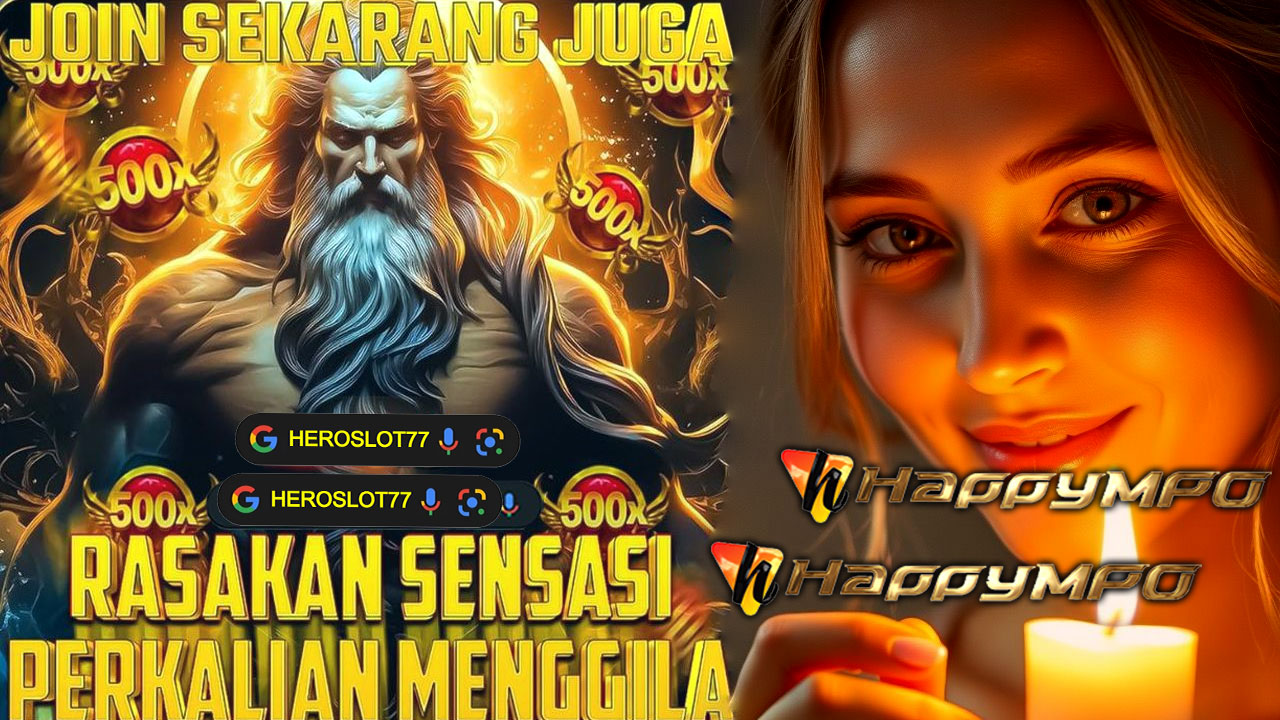 JOIN SEKARANG JUGA
500x
500x
500x
500x
HEROSLOT77
HEROSLOT77
HappyMPO
HappyMPO
500x
500x
RASAKAN SENSASI
PERKALIAN MENGGILA